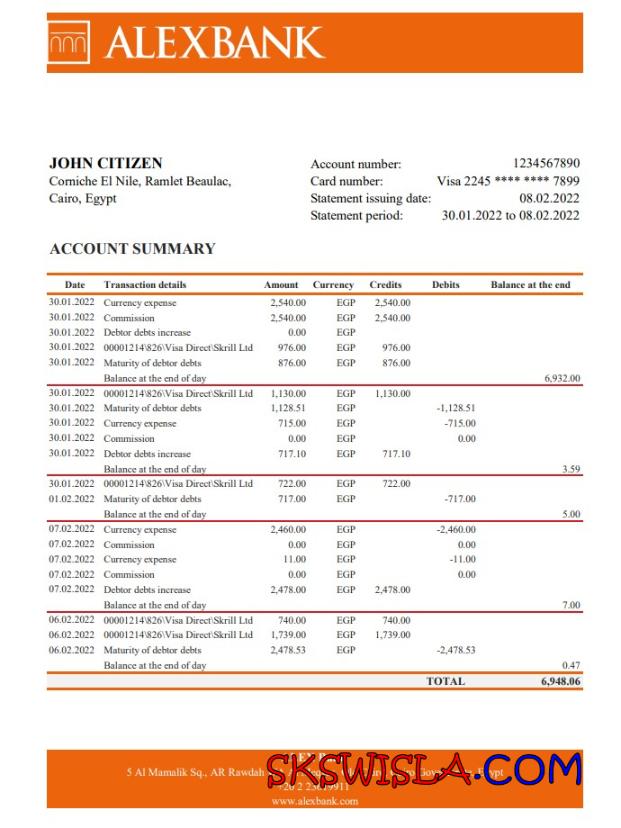 ALEXBANK
JOHN CITIZEN
Corniche El Nile, Ramlet Beaulac,
Cairo, Egypt
Account number: 1234567890
Card number: Visa 2245 **** **** 7899
Statement issuing date: 08.02.2022
Statement period: 30.01.2022 to 08.02.2022
ACCOUNT SUMMARY
Date Transaction details Amount Currency Credits Debits Balance at the end
30.01.2022 Currency expense 2,540.00 EGP 2,540.00
30.01.2022 Commission 2,540.00 EGP 2,540.00
30.01.2022 Debtor debts increase 0.00 EGP
30.01.2022 00001214\826\Visa Direct\Skrill Ltd 976.00 EGP 976.00
30.01.2022 Maturity of debtor debts 876.00 EGP 876.00
Balance at the end of day 6,932.00
30.01.2022 00001214\826\Visa Direct\Skrill Ltd 1,130.00 EGP 1,130.00
30.01.2022 Maturity of debtor debts 1,128.51 EGP -1,128.51
30.01.2022 Currency expense 715.00 EGP -715.00
30.01.2022 Commission 0.00 EGP 0.00
30.01.2022 Debtor debts increase 717.10 EGP 717.10
Balance at the end of day 3.59
30.01.2022 00001214\826\Visa Direct\Skrill Ltd 722.00 EGP 722.00
01.02.2022 Maturity of debtor debts 717.00 EGP -717.00
Balance at the end of day 5.00
07.02.2022 Currency expense 2,460.00 EGP -2,460.00
07.02.2022 Commission 0.00 EGP 0.00
07.02.2022 Currency expense 11.00 EGP -11.00
07.02.2022 Commission 0.00 EGP 0.00
07.02.2022 Debtor debts increase 2,478.00 EGP 2,478.00
Balance at the end of day 7.00
06.02.2022 00001214\826\Visa Direct\Skrill Ltd 740.00 EGP 740.00
06.02.2022 00001214\826\Visa Direct\Skrill Ltd 1,739.00 EGP 1,739.00
06.02.2022 Maturity of debtor debts 2,478.53 EGP -2,478.53
Balance at the end of day 0.47
TOTAL 6,948.06
SKSWISLA.COM
5 Al Mamalik Sq., AR Rawdah
www.alexbank.com